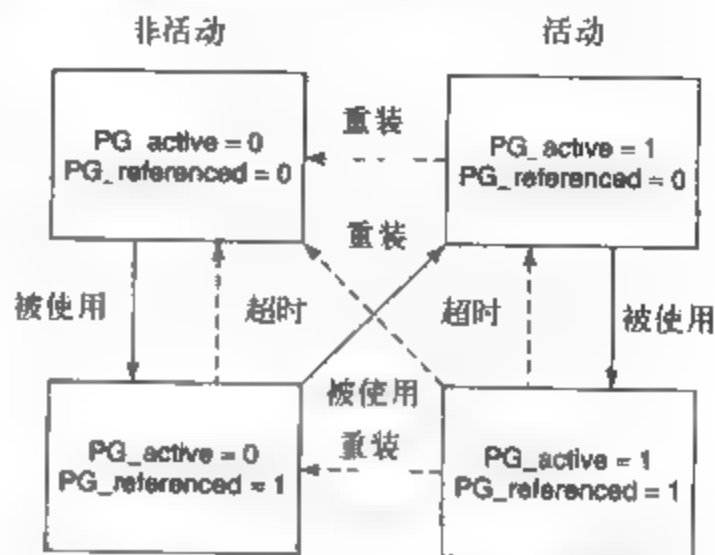 非活动
活动
PG_active = 0
PG_referenced = 0
重装
PG_active = 1
PG_referenced = 0
重装
被使用
超时
超时
被使用
被使用
重装
PG_active = 0
PG_referenced = 1
PG_active = 1
PG_referenced = 1